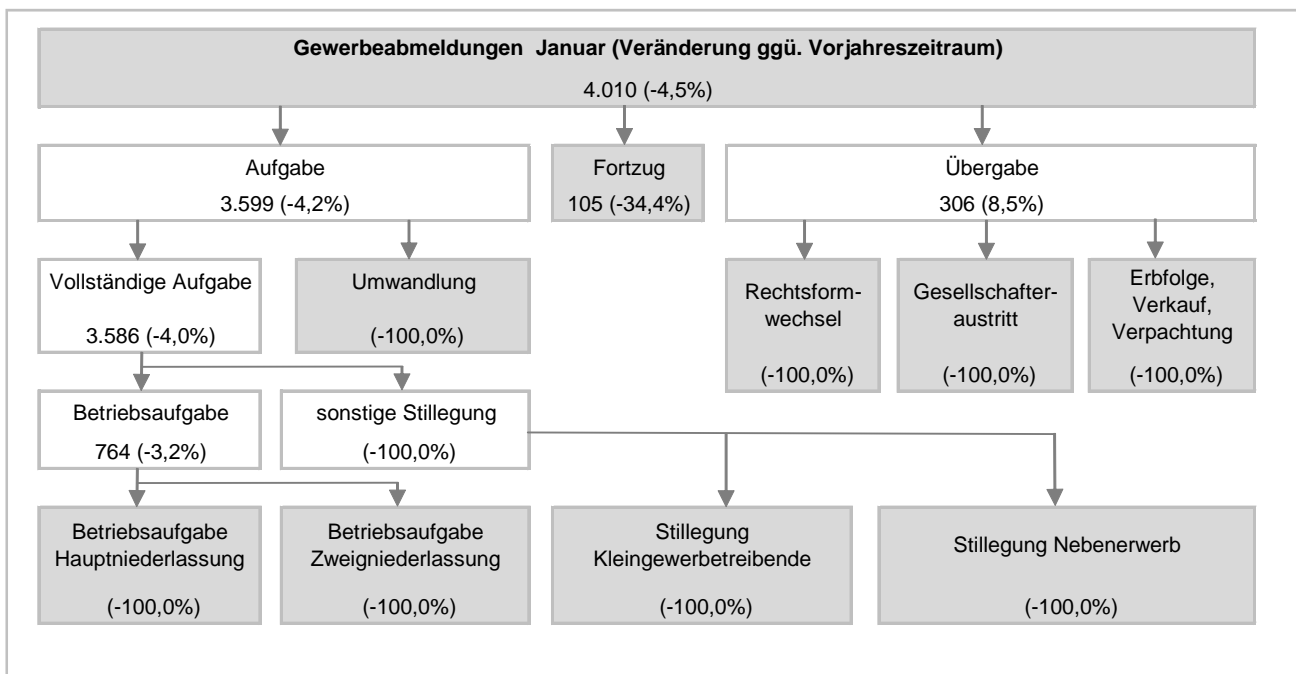 Gewerbeabmeldungen Januar (Veränderung ggü. Vorjahreszeitraum)
4.010 (-4,5%)
Aufgabe
3.599 (-4,2%)
Fortzug
105 (-34,4%)
Übergabe
306 (8,5%)
Vollständige Aufgabe
3.586 (-4,0%)
Umwandlung
(-100,0%)
Rechtsform-
wechsel
(-100,0%)
Gesellschafter-
austritt
(-100,0%)
Erbfolge,
Verkauf,
Verpachtung
(-100,0%)
Betriebsaufgabe
764 (-3,2%)
sonstige Stillegung
(-100,0%)
Betriebsaufgabe
Hauptniederlassung
(-100,0%)
Betriebsaufgabe
Zweigniederlassung
(-100,0%)
Stillegung
Kleingewerbetreibende
(-100,0%)
Stillegung Nebenerwerb
(-100,0%)